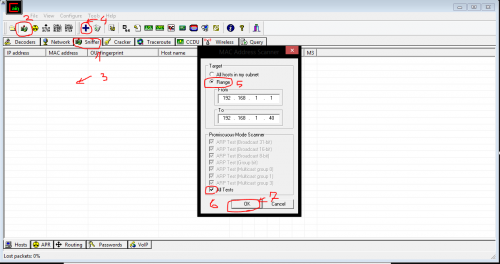 File View Configure Tools
2
4
Decoders Network Sniffer Cracker Traceroute CCDU Wireless Query
IP address MAC address OUI fingerprint Host name M3
1
3
MAC Address Scanner
Target
All hosts in my subnet
Range
5
From
192 . 168 . 1 . 1
To
192 . 168 . 1 . 40
Promiscuous-Mode Scanner
ARP Test (Broadcast 31-bit)
ARP Test (Broadcast 16-bit)
ARP Test (Broadcast 8-bit)
ARP Test (Group bit)
ARP Test (Multicast group 0)
ARP Test (Multicast group 1)
ARP Test (Multicast group 3)
All Tests
6
7
OK Cancel
Hosts APR Routing Passwords VoIP
Lost packets: 0%